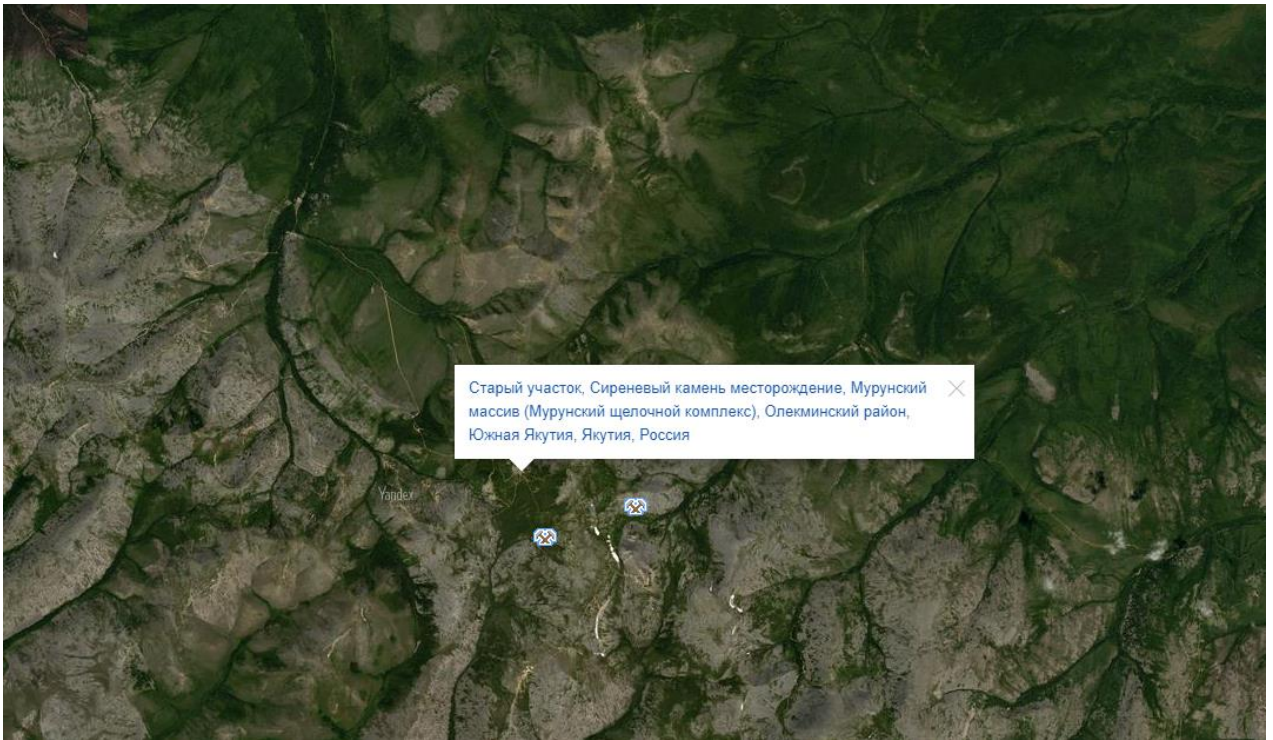 Старый участок, Сиреневый камень месторождение, Мурунский
массив (Мурунский щелочной комплекс), Олекминский район,
Южная Якутия, Якутия, Россия
Yandex